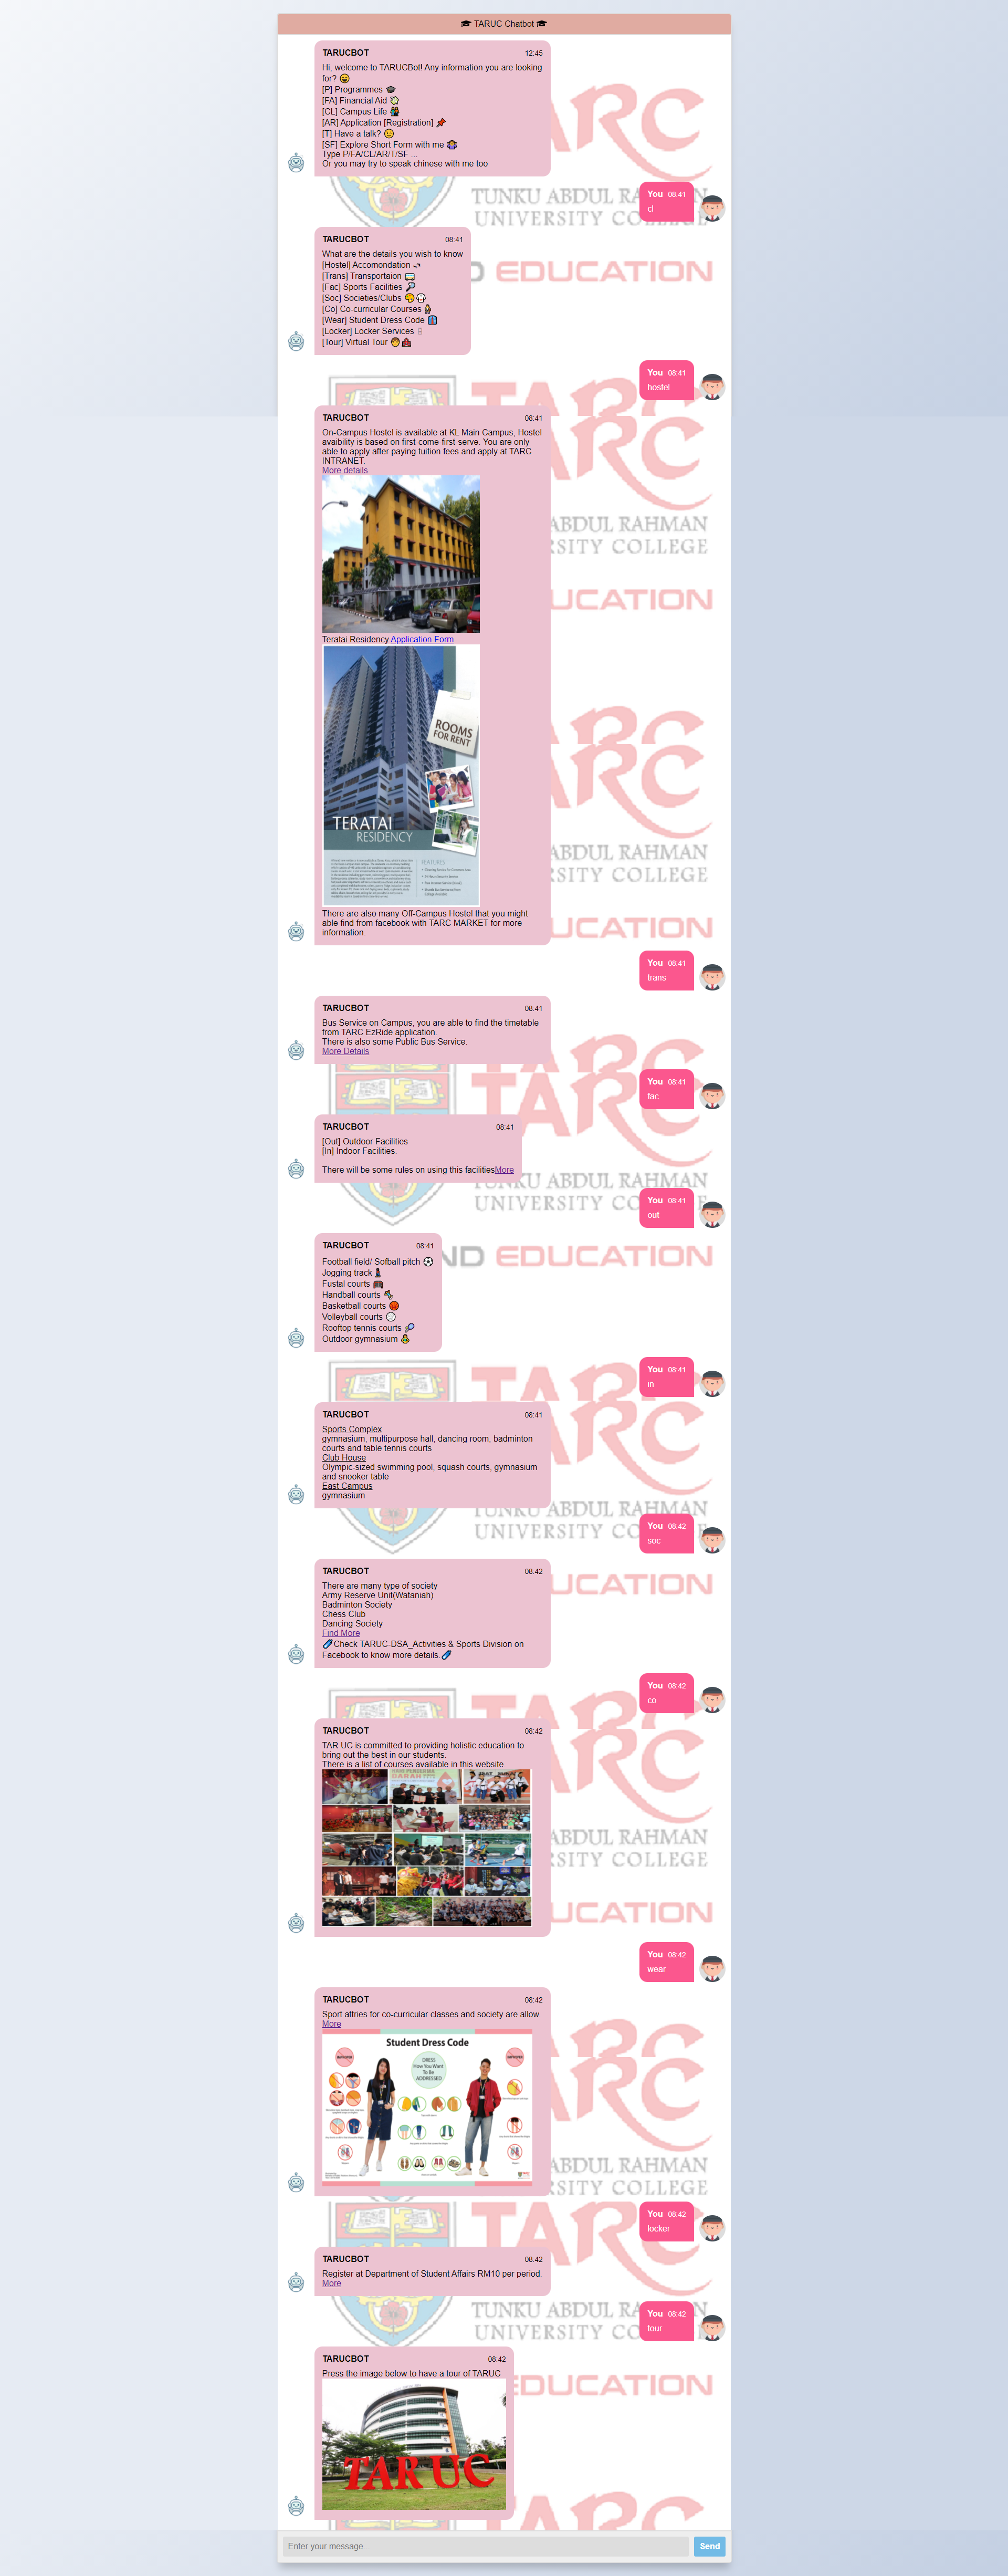 TARUC Chatbot
TARUCBOT 12:45
Hi, welcome to TARUCBot! Any information you are looking
for?
[P] Programmes
[FA] Financial Aid
[CL] Campus Life
[AR] Application [Registration]
[T] Have a talk?
[SF] Explore Short Form with me
Type P/FA/CL/AR/T/SF ...
Or you may try to speak chinese with me too
You 08:41
cl
TARUCBOT 08:41
What are the details you wish to know
[Hostel] Accomondation
[Trans] Transportaion
[Fac] Sports Facilities
[Soc] Societies/Clubs
[Co] Co-curricular Courses
[Wear] Student Dress Code
[Locker] Locker Services
[Tour] Virtual Tour
You 08:41
hostel
TARUCBOT 08:41
On-Campus Hostel is available at KL Main Campus, Hostel
avaibility is based on first-come-first-serve. You are only
able to apply after paying tuition fees and apply at TARC
INTRANET.
More details
Teratai Residency Application Form
ROOMS
FOR RENT
TERATAI
RESIDENCY
FEATURES
There are also many Off-Campus Hostel that you might
able find from facebook with TARC MARKET for more
information.
You 08:41
trans
TARUCBOT 08:41
Bus Service on Campus, you are able to find the timetable
from TARC EzRide application.
There is also some Public Bus Service.
More Details
You 08:41
fac
TARUCBOT 08:41
[Out] Outdoor Facilities
[In] Indoor Facilities.
There will be some rules on using this facilitiesMore
You 08:41
out
TARUCBOT 08:41
Football field/ Sofball pitch
Jogging track
Fustal courts
Handball courts
Basketball courts
Volleyball courts
Rooftop tennis courts
Outdoor gymnasium
You 08:41
in
TARUCBOT 08:41
Sports Complex
gymnasium, multipurpose hall, dancing room, badminton
courts and table tennis courts
Club House
Olympic-sized swimming pool, squash courts, gymnasium
and snooker table
East Campus
gymnasium
You 08:42
soc
TARUCBOT 08:42
There are many type of society
Army Reserve Unit(Wataniah)
Badminton Society
Chess Club
Dancing Society
Find More
Check TARUC-DSA_Activities & Sports Division on
Facebook to know more details.
You 08:42
co
TARUCBOT 08:42
TAR UC is committed to providing holistic education to
bring out the best in our students.
There is a list of courses available in this website.
You 08:42
wear
TARUCBOT 08:42
Sport attries for co-curricular classes and society are allow.
More
Student Dress Code
DRESS
How You Want
To Be
ADDRESSED
You 08:42
locker
TARUCBOT 08:42
Register at Department of Student Affairs RM10 per period.
More
You 08:42
tour
TARUCBOT 08:42
Press the image below to have a tour of TARUC
TAR UC
Enter your message...
Send